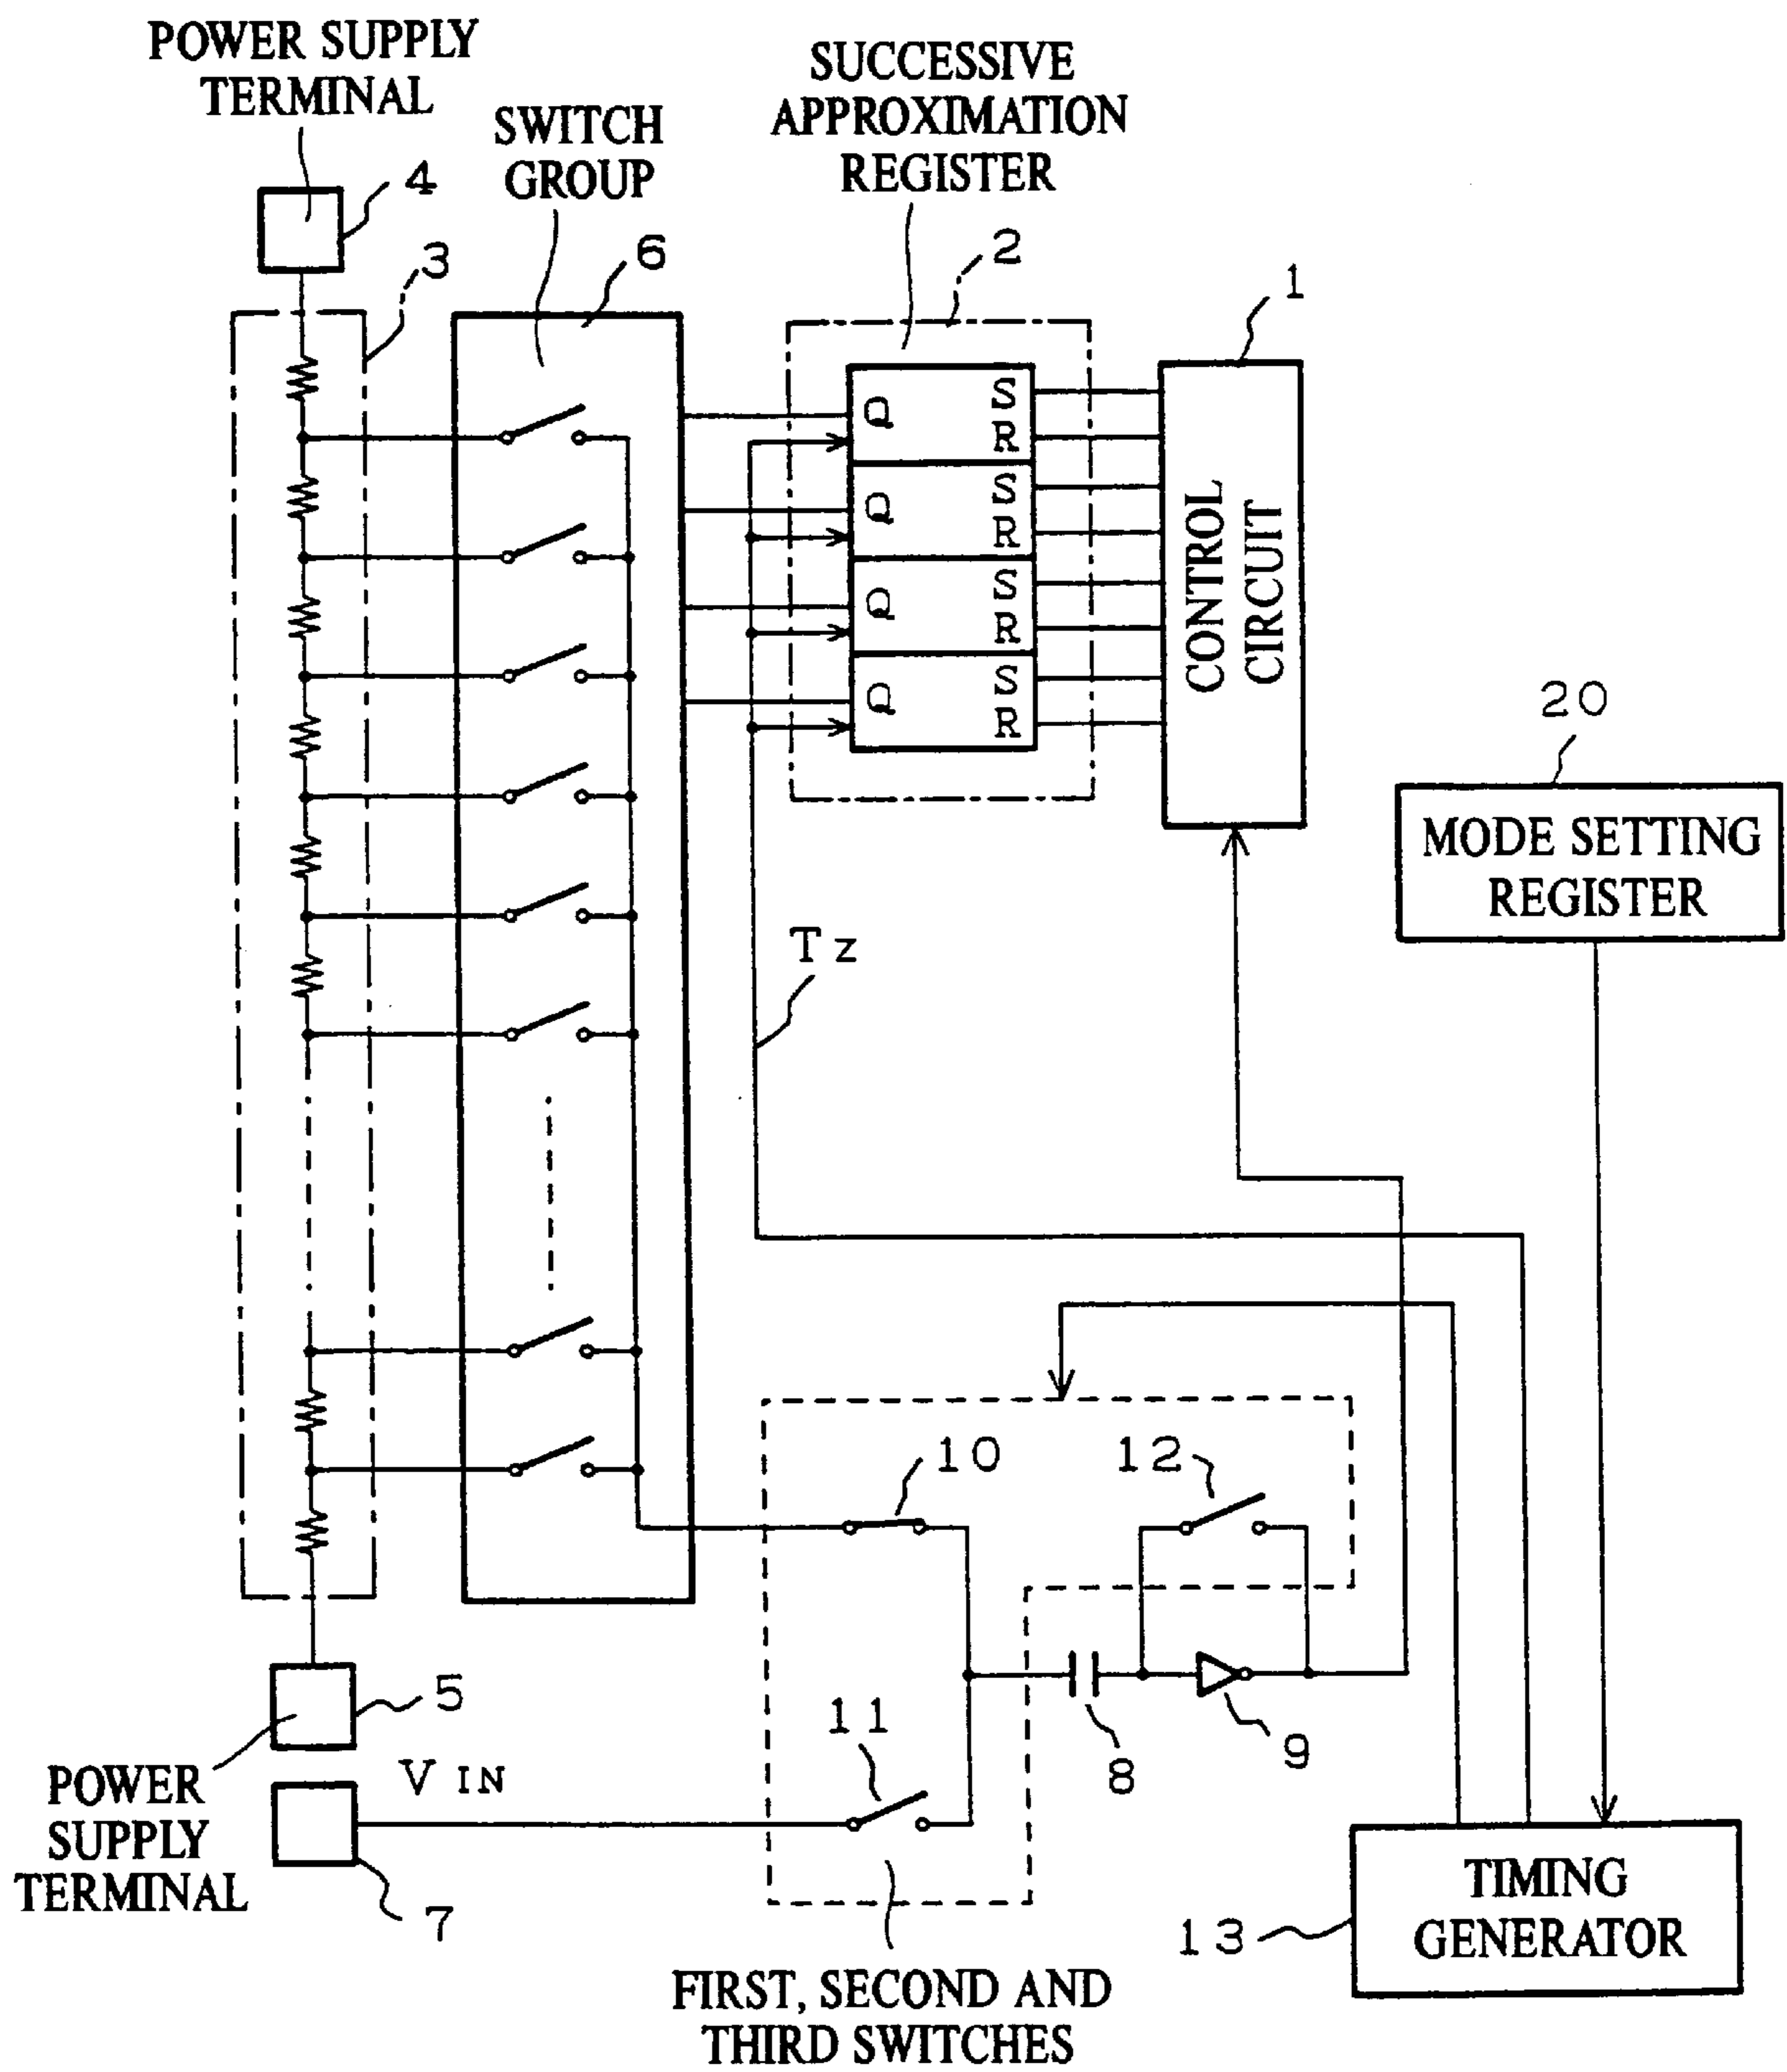 POWER SUPPLY
TERMINAL
4
3
SWITCH
GROUP
6
SUCCESSIVE
APPROXIMATION
REGISTER
2
1
Q S
R
Q S
R
Q S
R
Q S
R
CONTROL
CIRCUIT
20
MODE SETTING
REGISTER
Tz
10
12
11
8
9
5
POWER
SUPPLY
TERMINAL
VIN
7
13
TIMING
GENERATOR
FIRST, SECOND AND
THIRD SWITCHES